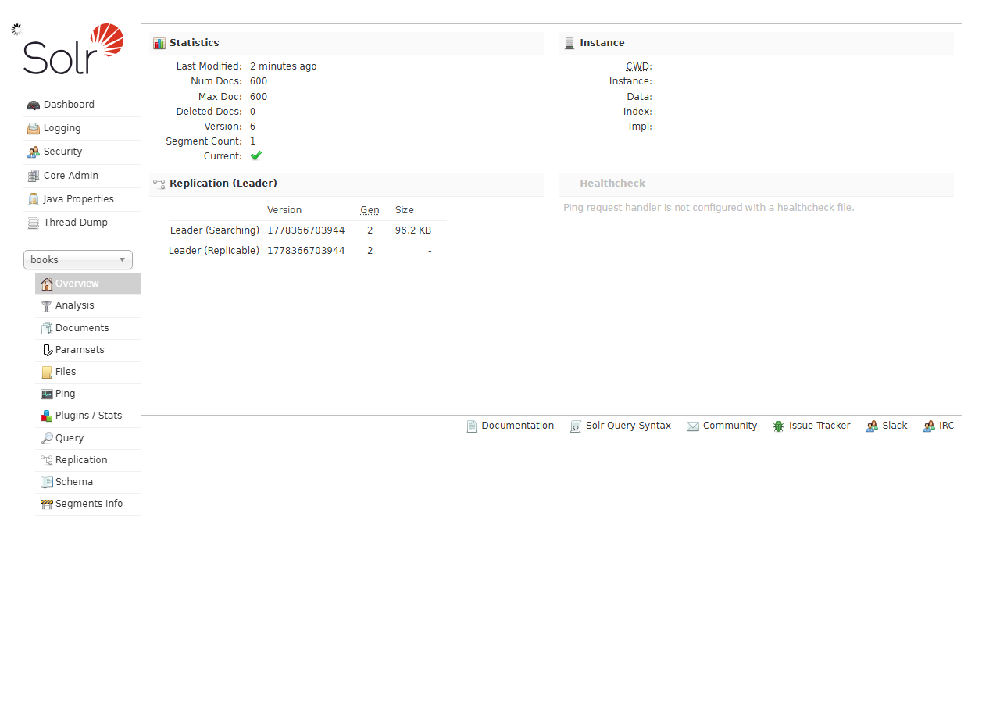 Solr
Dashboard
Logging
Security
Core Admin
Java Properties
Thread Dump
books
Overview
Analysis
Documents
Paramsets
Files
Ping
Plugins / Stats
Query
Replication
Schema
Segments info
Statistics
Last Modified: 2 minutes ago
Num Docs: 600
Max Doc: 600
Deleted Docs: 0
Version: 6
Segment Count: 1
Current:
Instance
CWD:
Instance:
Data:
Index:
Impl:
Replication (Leader)
Version Gen Size
Leader (Searching) 1778366703944 2 96.2 KB
Leader (Replicable) 1778366703944 2 -
Healthcheck
Ping request handler is not configured with a healthcheck file.
Documentation Solr Query Syntax Community Issue Tracker Slack IRC